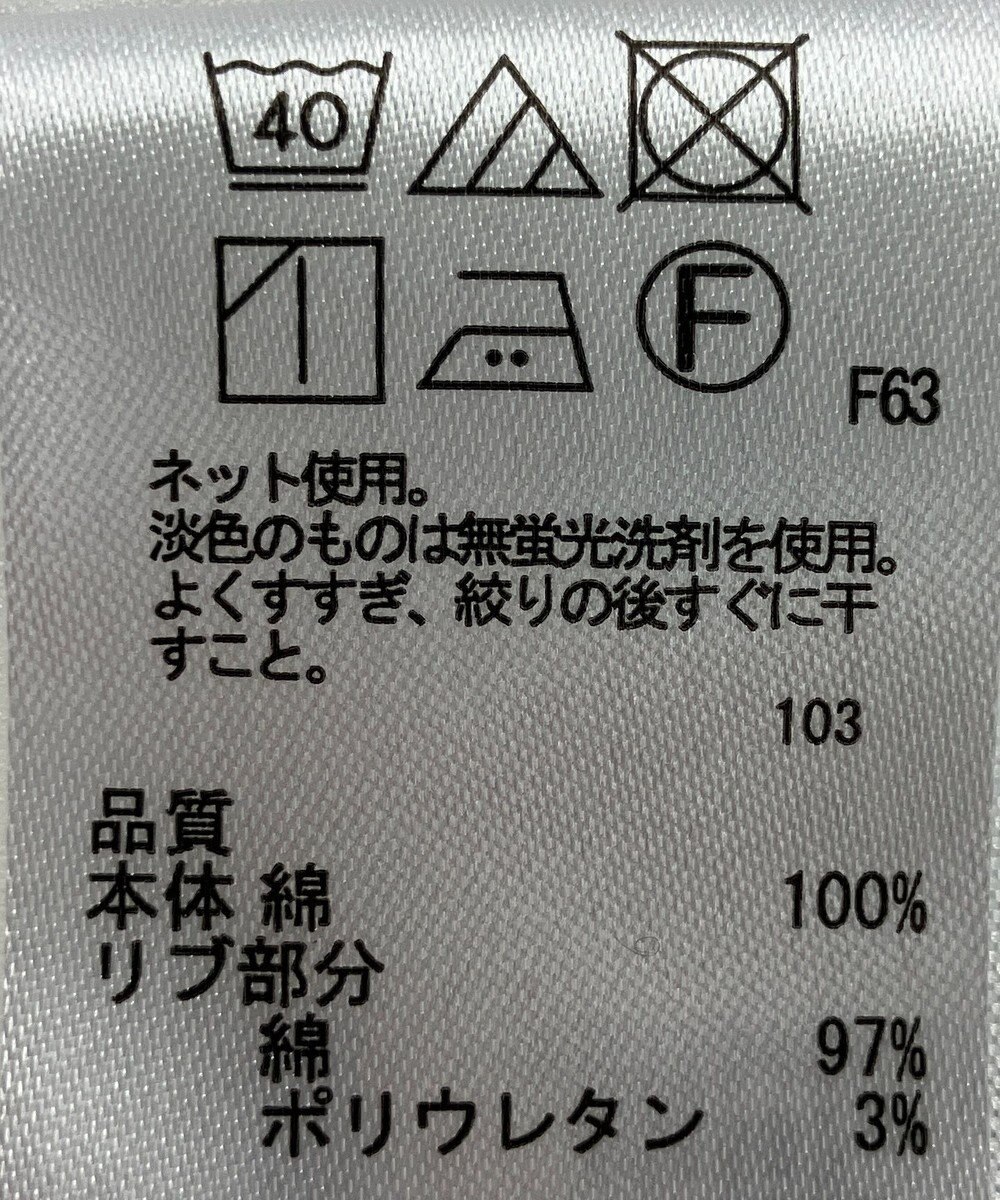 40
F
F63
ネット使用。
淡色のものは無蛍光洗剤を使用。
よくすすぎ、絞りの後すぐに干
すこと。
103
品質
本体 綿 100%
リブ部分
綿 97%
ポリウレタン 3%